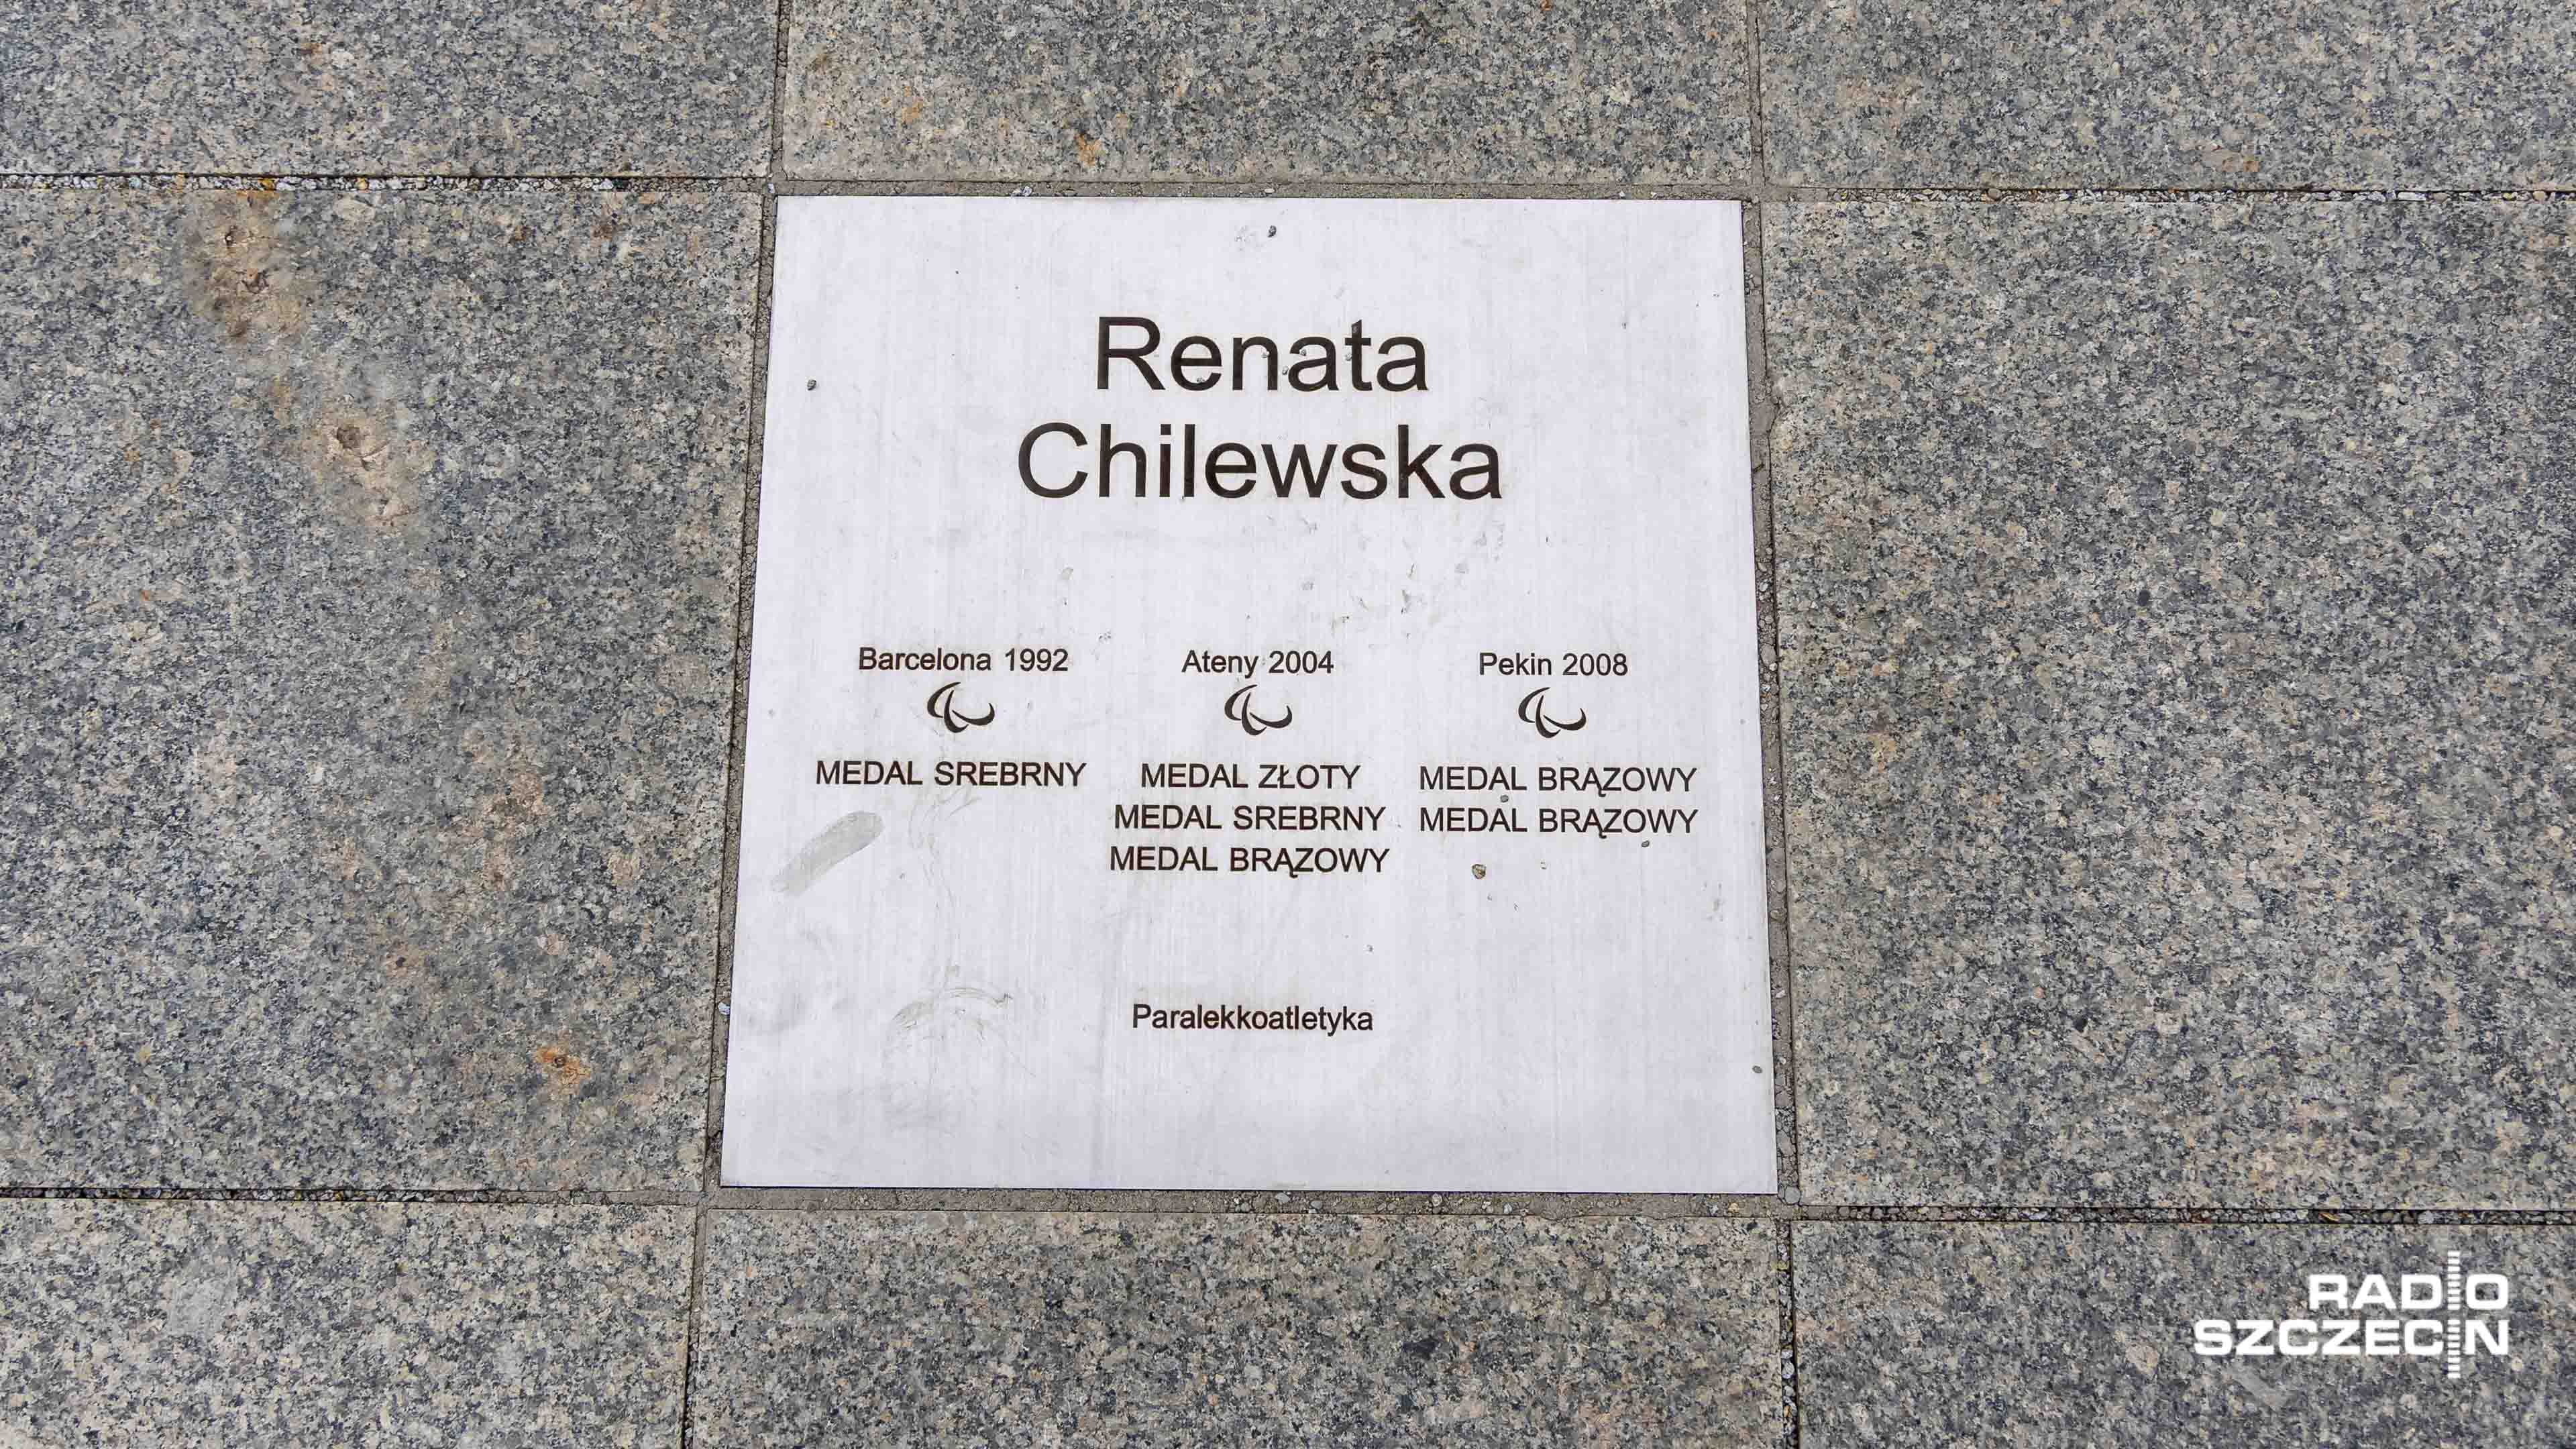 Renata
Chilewska
Barcelona 1992 Ateny 2004 Pekin 2008
MEDAL SREBRNY MEDAL ZŁOTY MEDAL BRĄZOWY
MEDAL SREBRNY MEDAL BRĄZOWY
MEDAL BRĄZOWY
Paralekkoatletyka
RADIO
SZCZECIN